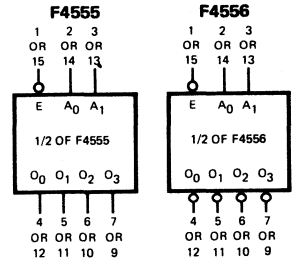 F4555 F4556
1 2 3 1 2 3
OR OR OR OR OR OR
15 14 13 15 14 13
E A0 A1 E A0 A1
1/2 OF F4555 1/2 OF F4556
O0 O1 O2 O3 O0 O1 O2 O3
4 5 6 7 4 5 6 7
OR OR OR OR OR OR OR OR
12 11 10 9 12 11 10 9